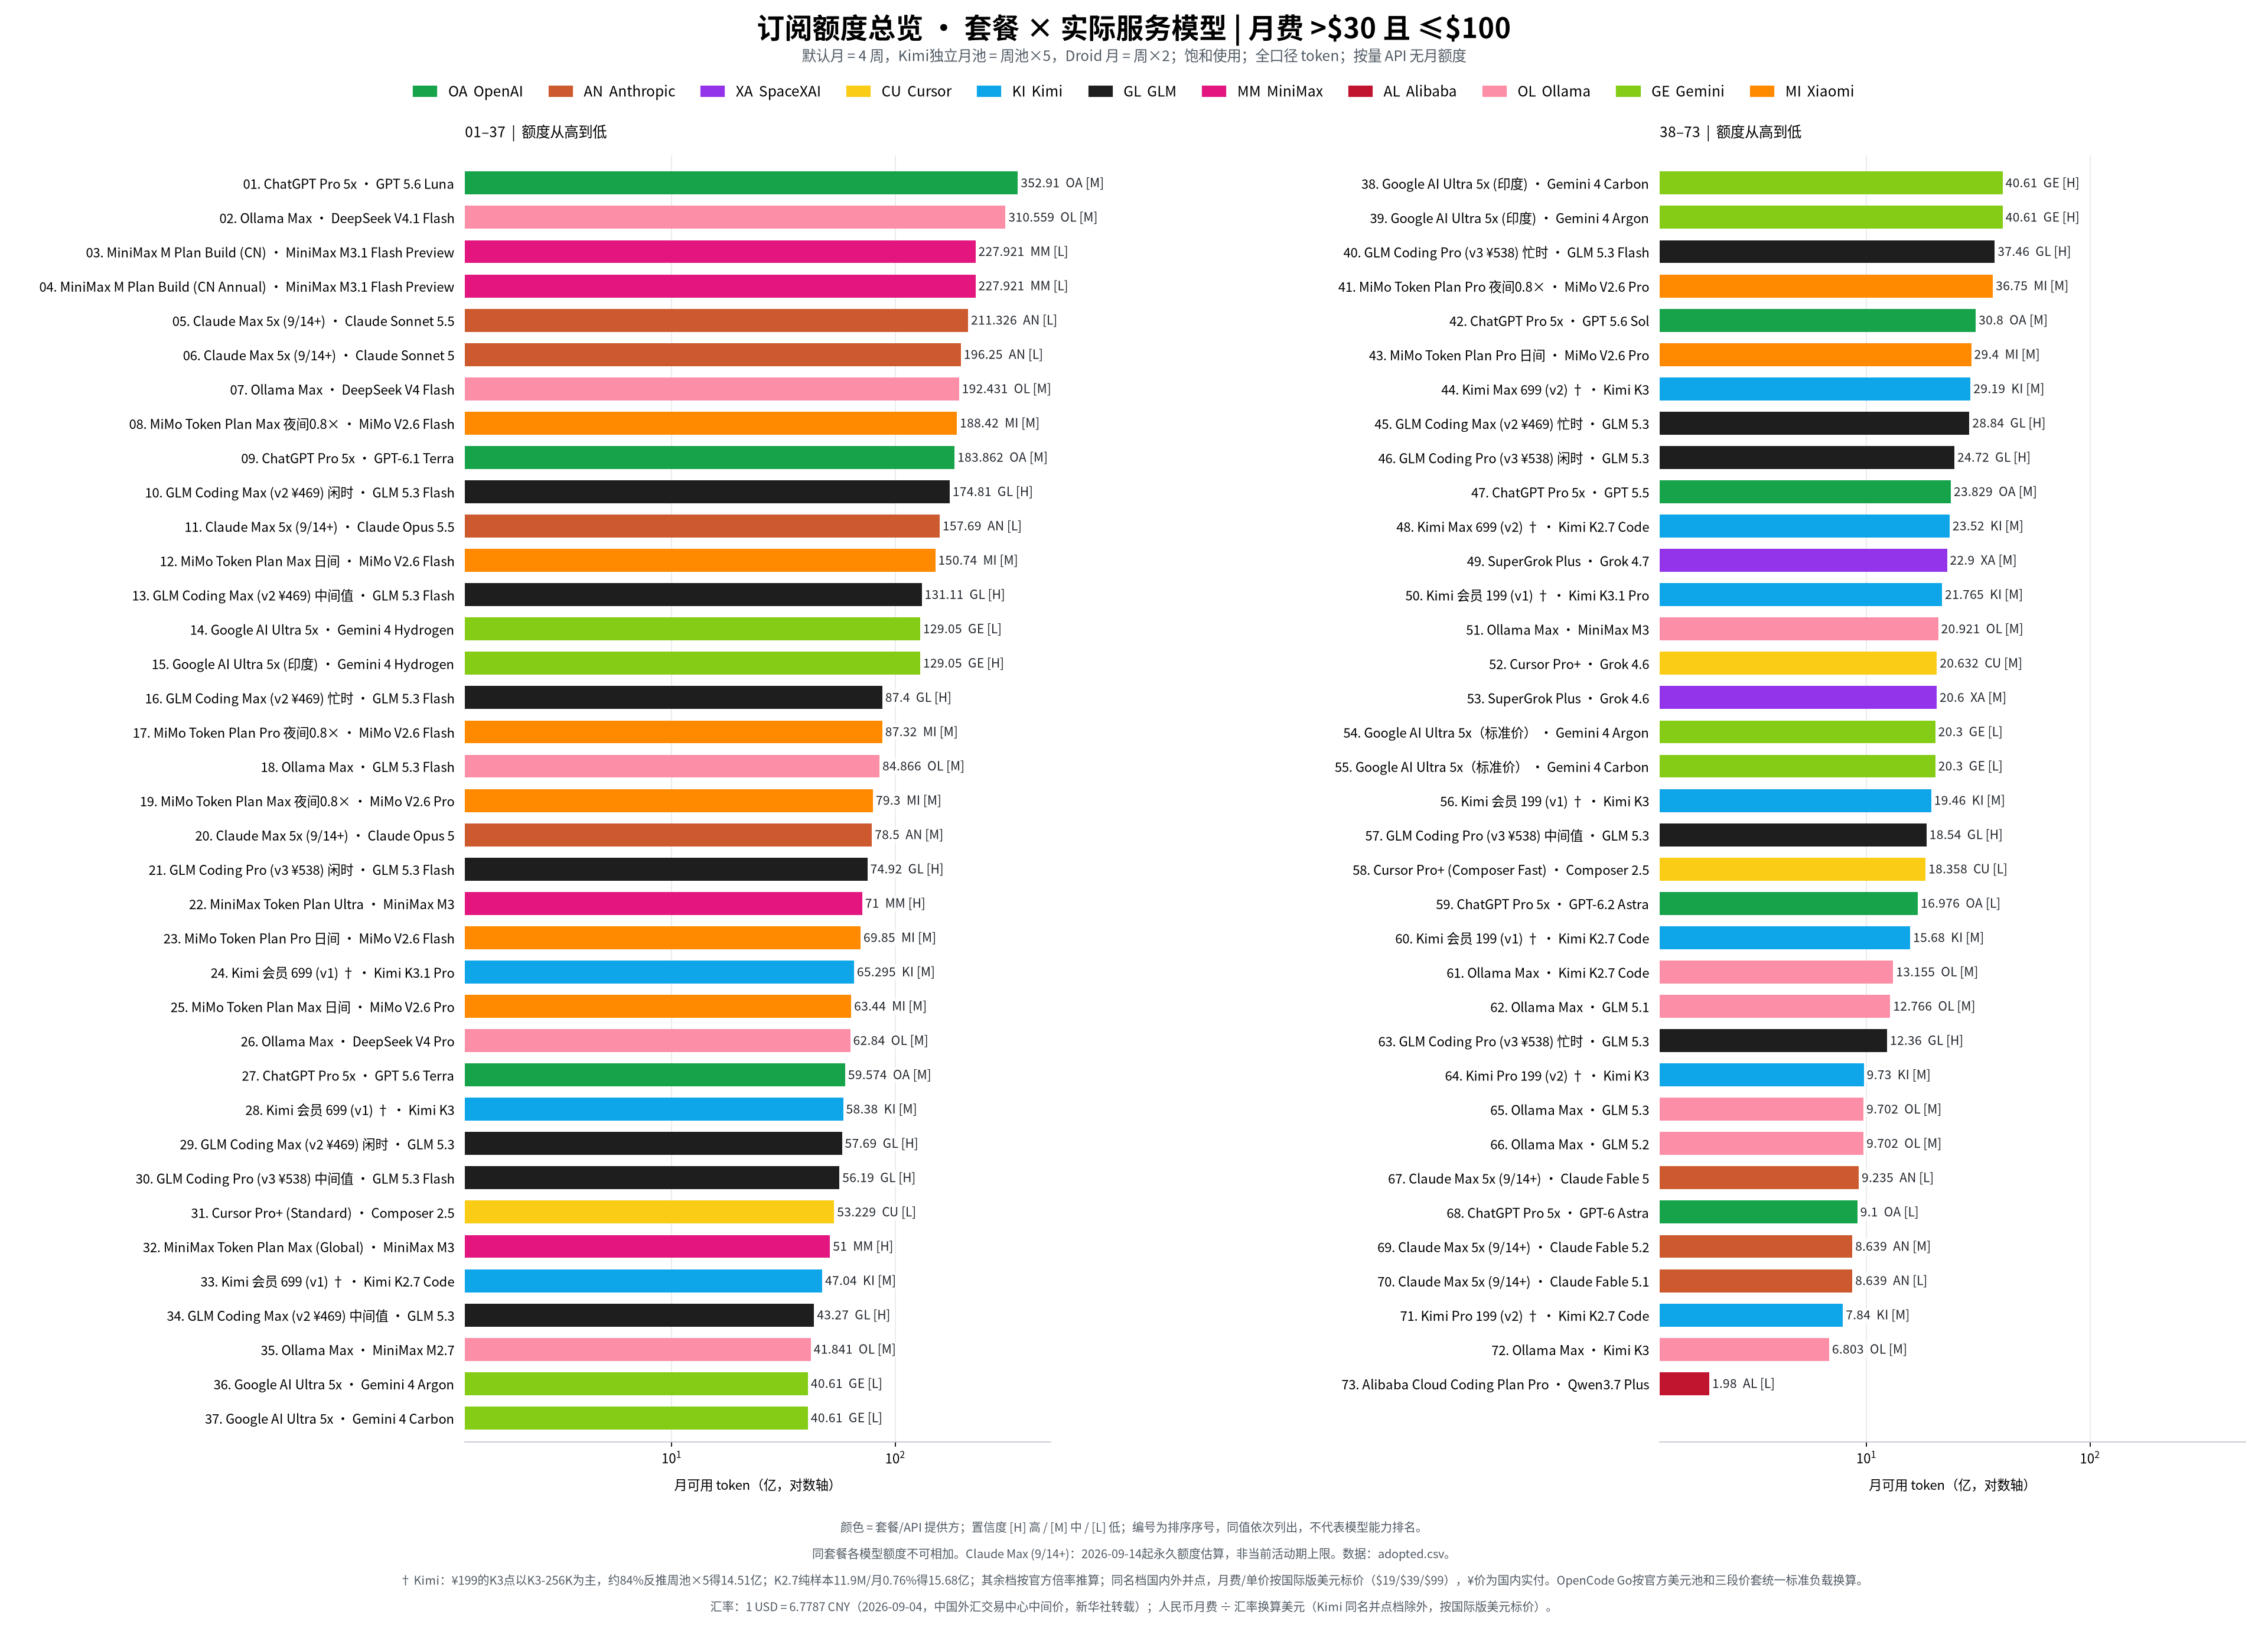 订阅额度总览 · 套餐 × 实际服务模型 | 月费 >$30 且 ≤$100
默认月 = 4 周，Kimi独立月池 = 周池×5，Droid 月 = 周×2；饱和使用；全口径 token；按量 API 无月额度
OA OpenAI AN Anthropic XA SpaceXAI CU Cursor KI Kimi GL GLM MM MiniMax AL Alibaba OL Ollama GE Gemini MI Xiaomi
01–37 | 额度从高到低
01. ChatGPT Pro 5x · GPT 5.6 Luna 352.91 OA [M]
02. Ollama Max · DeepSeek V4.1 Flash 310.559 OL [M]
03. MiniMax M Plan Build (CN) · MiniMax M3.1 Flash Preview 227.921 MM [L]
04. MiniMax M Plan Build (CN Annual) · MiniMax M3.1 Flash Preview 227.921 MM [L]
05. Claude Max 5x (9/14+) · Claude Sonnet 5.5 211.326 AN [L]
06. Claude Max 5x (9/14+) · Claude Sonnet 5 196.25 AN [L]
07. Ollama Max · DeepSeek V4 Flash 192.431 OL [M]
08. MiMo Token Plan Max 夜间0.8× · MiMo V2.6 Flash 188.42 MI [M]
09. ChatGPT Pro 5x · GPT-6.1 Terra 183.862 OA [M]
10. GLM Coding Max (v2 ¥469) 闲时 · GLM 5.3 Flash 174.81 GL [H]
11. Claude Max 5x (9/14+) · Claude Opus 5.5 157.69 AN [L]
12. MiMo Token Plan Max 日间 · MiMo V2.6 Flash 150.74 MI [M]
13. GLM Coding Max (v2 ¥469) 中间值 · GLM 5.3 Flash 131.11 GL [H]
14. Google AI Ultra 5x · Gemini 4 Hydrogen 129.05 GE [L]
15. Google AI Ultra 5x (印度) · Gemini 4 Hydrogen 129.05 GE [H]
16. GLM Coding Max (v2 ¥469) 忙时 · GLM 5.3 Flash 87.4 GL [H]
17. MiMo Token Plan Pro 夜间0.8× · MiMo V2.6 Flash 87.32 MI [M]
18. Ollama Max · GLM 5.3 Flash 84.866 OL [M]
19. MiMo Token Plan Max 夜间0.8× · MiMo V2.6 Pro 79.3 MI [M]
20. Claude Max 5x (9/14+) · Claude Opus 5 78.5 AN [M]
21. GLM Coding Pro (v3 ¥538) 闲时 · GLM 5.3 Flash 74.92 GL [H]
22. MiniMax Token Plan Ultra · MiniMax M3 71 MM [H]
23. MiMo Token Plan Pro 日间 · MiMo V2.6 Flash 69.85 MI [M]
24. Kimi 会员 699 (v1) † · Kimi K3.1 Pro 65.295 KI [M]
25. MiMo Token Plan Max 日间 · MiMo V2.6 Pro 63.44 MI [M]
26. Ollama Max · DeepSeek V4 Pro 62.84 OL [M]
27. ChatGPT Pro 5x · GPT 5.6 Terra 59.574 OA [M]
28. Kimi 会员 699 (v1) † · Kimi K3 58.38 KI [M]
29. GLM Coding Max (v2 ¥469) 闲时 · GLM 5.3 57.69 GL [H]
30. GLM Coding Pro (v3 ¥538) 中间值 · GLM 5.3 Flash 56.19 GL [H]
31. Cursor Pro+ (Standard) · Composer 2.5 53.229 CU [L]
32. MiniMax Token Plan Max (Global) · MiniMax M3 51 MM [H]
33. Kimi 会员 699 (v1) † · Kimi K2.7 Code 47.04 KI [M]
34. GLM Coding Max (v2 ¥469) 中间值 · GLM 5.3 43.27 GL [H]
35. Ollama Max · MiniMax M2.7 41.841 OL [M]
36. Google AI Ultra 5x · Gemini 4 Argon 40.61 GE [L]
37. Google AI Ultra 5x · Gemini 4 Carbon 40.61 GE [L]
10¹ 10²
月可用 token（亿，对数轴）
38–73 | 额度从高到低
38. Google AI Ultra 5x (印度) · Gemini 4 Carbon 40.61 GE [H]
39. Google AI Ultra 5x (印度) · Gemini 4 Argon 40.61 GE [H]
40. GLM Coding Pro (v3 ¥538) 忙时 · GLM 5.3 Flash 37.46 GL [H]
41. MiMo Token Plan Pro 夜间0.8× · MiMo V2.6 Pro 36.75 MI [M]
42. ChatGPT Pro 5x · GPT 5.6 Sol 30.8 OA [M]
43. MiMo Token Plan Pro 日间 · MiMo V2.6 Pro 29.4 MI [M]
44. Kimi Max 699 (v2) † · Kimi K3 29.19 KI [M]
45. GLM Coding Max (v2 ¥469) 忙时 · GLM 5.3 28.84 GL [H]
46. GLM Coding Pro (v3 ¥538) 闲时 · GLM 5.3 24.72 GL [H]
47. ChatGPT Pro 5x · GPT 5.5 23.829 OA [M]
48. Kimi Max 699 (v2) † · Kimi K2.7 Code 23.52 KI [M]
49. SuperGrok Plus · Grok 4.7 22.9 XA [M]
50. Kimi 会员 199 (v1) † · Kimi K3.1 Pro 21.765 KI [M]
51. Ollama Max · MiniMax M3 20.921 OL [M]
52. Cursor Pro+ · Grok 4.6 20.632 CU [M]
53. SuperGrok Plus · Grok 4.6 20.6 XA [M]
54. Google AI Ultra 5x（标准价） · Gemini 4 Argon 20.3 GE [L]
55. Google AI Ultra 5x（标准价） · Gemini 4 Carbon 20.3 GE [L]
56. Kimi 会员 199 (v1) † · Kimi K3 19.46 KI [M]
57. GLM Coding Pro (v3 ¥538) 中间值 · GLM 5.3 18.54 GL [H]
58. Cursor Pro+ (Composer Fast) · Composer 2.5 18.358 CU [L]
59. ChatGPT Pro 5x · GPT-6.2 Astra 16.976 OA [L]
60. Kimi 会员 199 (v1) † · Kimi K2.7 Code 15.68 KI [M]
61. Ollama Max · Kimi K2.7 Code 13.155 OL [M]
62. Ollama Max · GLM 5.1 12.766 OL [M]
63. GLM Coding Pro (v3 ¥538) 忙时 · GLM 5.3 12.36 GL [H]
64. Kimi Pro 199 (v2) † · Kimi K3 9.73 KI [M]
65. Ollama Max · GLM 5.3 9.702 OL [M]
66. Ollama Max · GLM 5.2 9.702 OL [M]
67. Claude Max 5x (9/14+) · Claude Fable 5 9.235 AN [L]
68. ChatGPT Pro 5x · GPT-6 Astra 9.1 OA [L]
69. Claude Max 5x (9/14+) · Claude Fable 5.2 8.639 AN [M]
70. Claude Max 5x (9/14+) · Claude Fable 5.1 8.639 AN [L]
71. Kimi Pro 199 (v2) † · Kimi K2.7 Code 7.84 KI [M]
72. Ollama Max · Kimi K3 6.803 OL [M]
73. Alibaba Cloud Coding Plan Pro · Qwen3.7 Plus 1.98 AL [L]
10¹ 10²
月可用 token（亿，对数轴）
颜色 = 套餐/API 提供方；置信度 [H] 高 / [M] 中 / [L] 低；编号为排序序号，同值依次列出，不代表模型能力排名。
同套餐各模型额度不可相加。Claude Max (9/14+)：2026-09-14起永久额度估算，非当前活动期上限。数据：adopted.csv。
† Kimi：¥199的K3点以K3-256K为主，约84%反推周池×5得14.51亿；K2.7纯样本11.9M/月0.76%得15.68亿；其余档按官方倍率推算；同名档国内外并点，月费/单价按国际版美元标价（$19/$39/$99），¥价为国内实付。OpenCode Go按官方美元池和三段价套统一标准负载换算。
汇率：1 USD = 6.7787 CNY（2026-09-04，中国外汇交易中心中间价，新华社转载）；人民币月费 ÷ 汇率换算美元（Kimi 同名并点档除外，按国际版美元标价）。